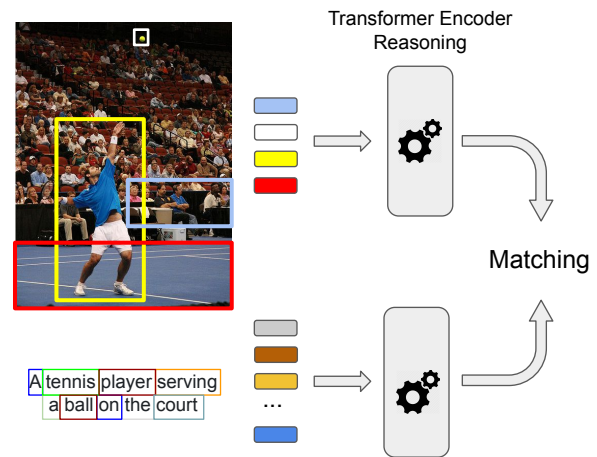 Transformer Encoder
Reasoning
Matching
A tennis player serving
a ball on the court
...